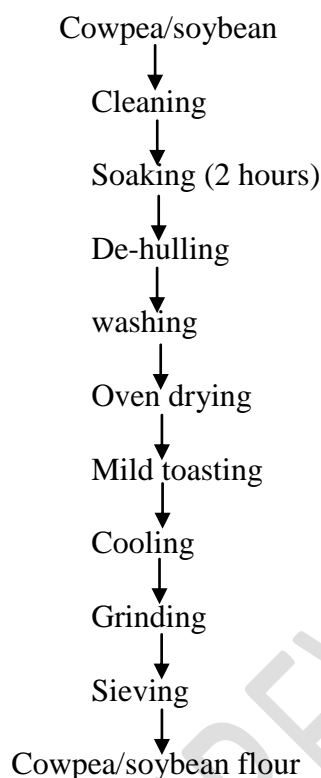 Cowpea/soybean
Cleaning
Soaking (2 hours)
De-hulling
washing
Oven drying
Mild toasting
Cooling
Grinding
Sieving
Cowpea/soybean flour